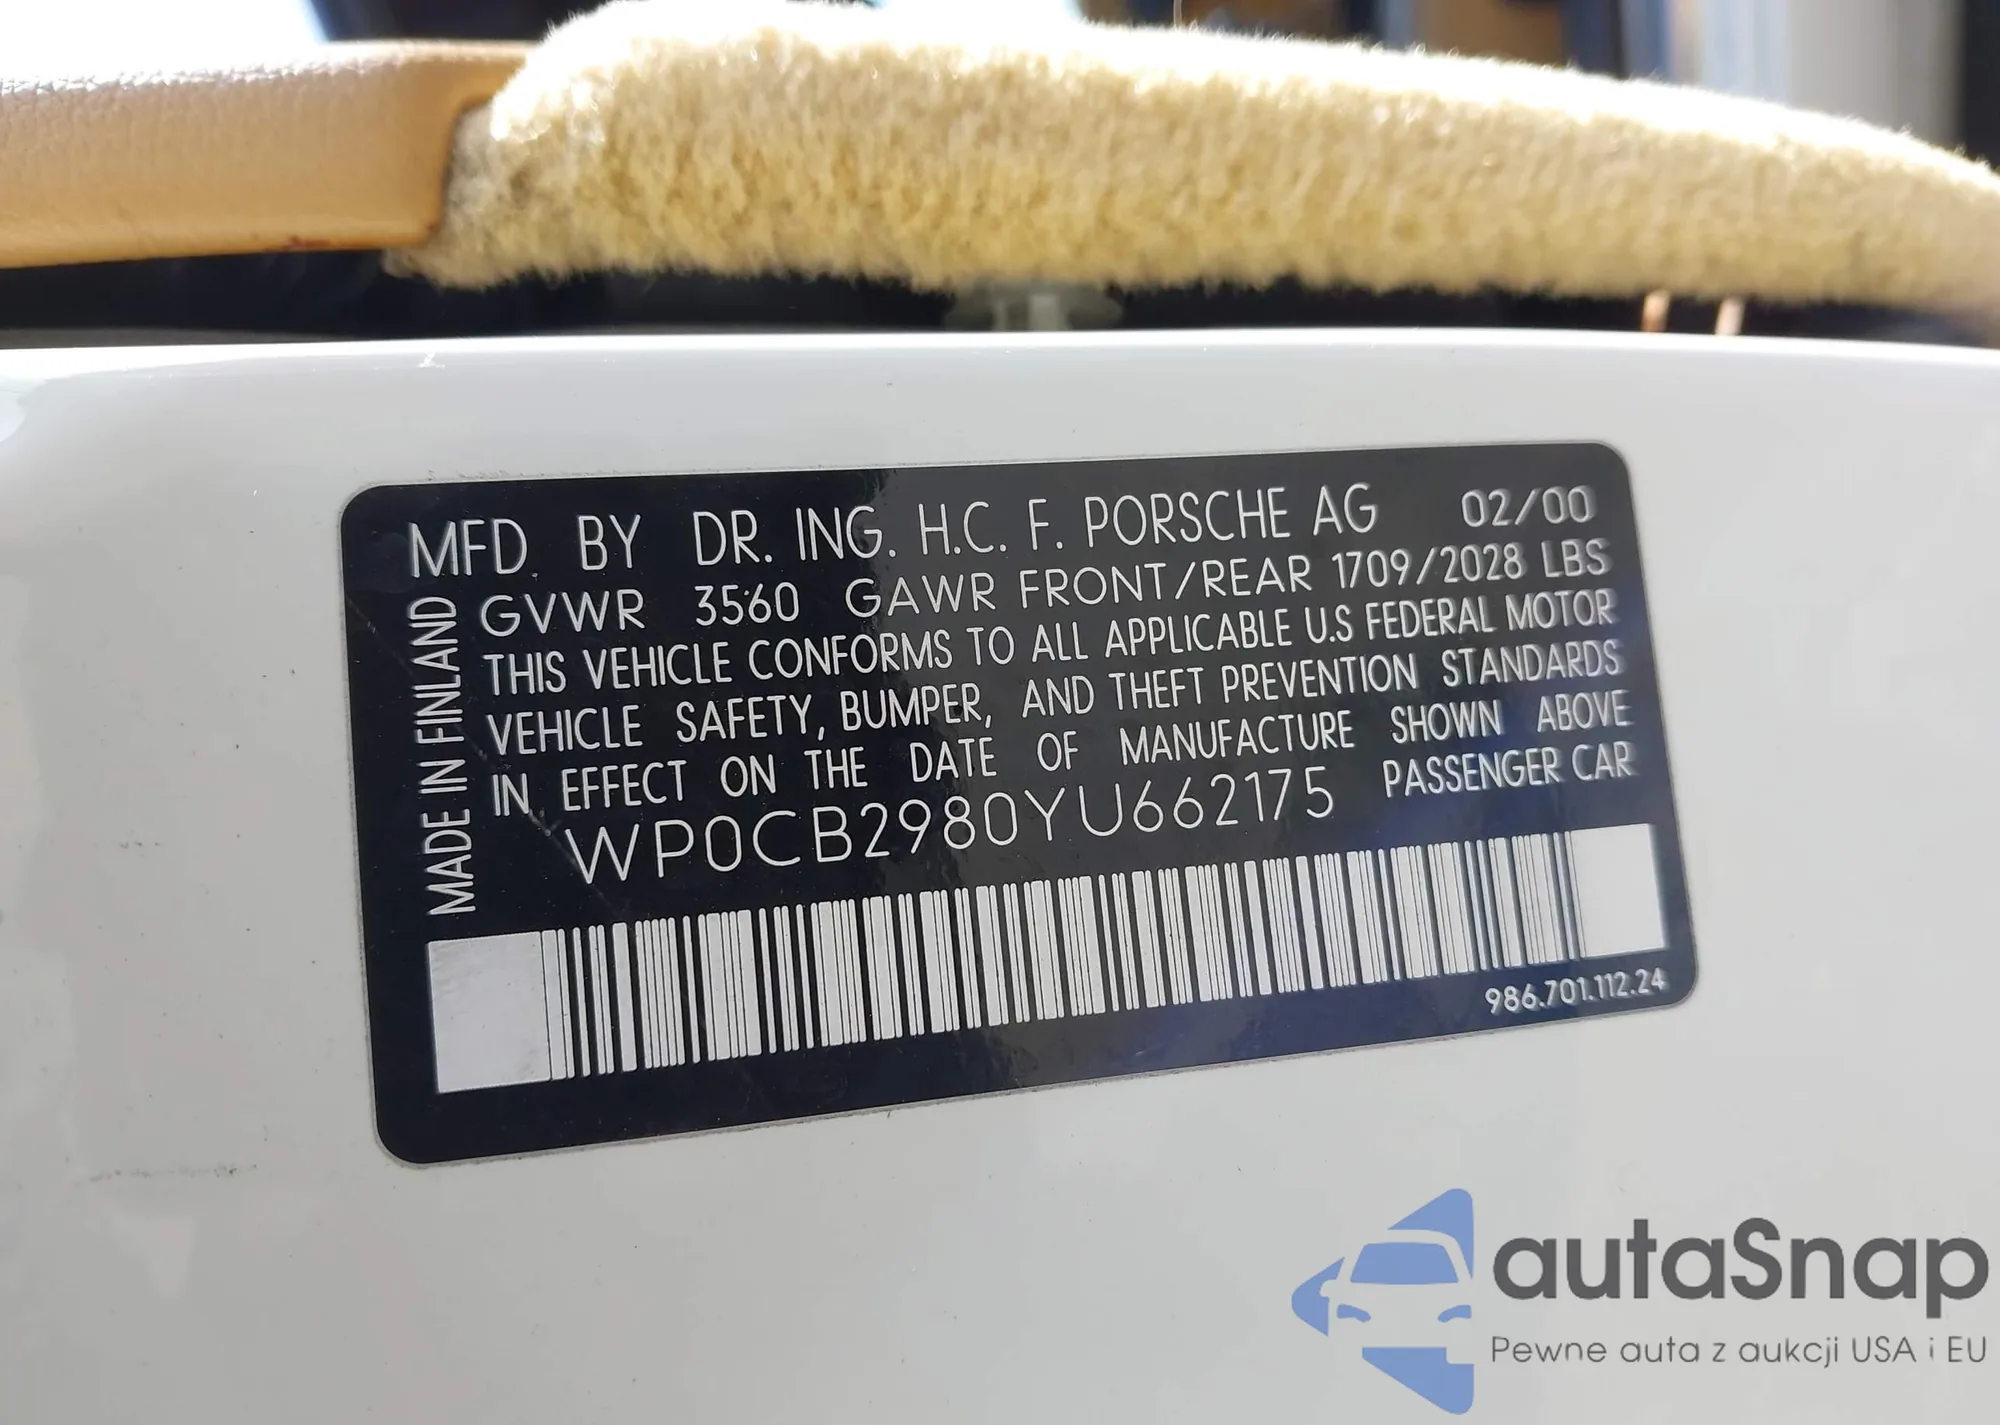 MFD. BY DR. ING. H.C. F. PORSCHE AG 02/00
GVWR 3560 GAWR FRONT/REAR 1709/2028 LBS
THIS VEHICLE CONFORMS TO ALL APPLICABLE U.S FEDERAL MOTOR
VEHICLE SAFETY, BUMPER, AND THEFT PREVENTION STANDARDS
IN EFFECT ON THE DATE OF MANUFACTURE SHOWN ABOVE
WP0CB2980YU662175 PASSENGER CAR
MADE IN FINLAND
986.701.112.24
autaSnap
Pewne auta z aukcji USA i EU